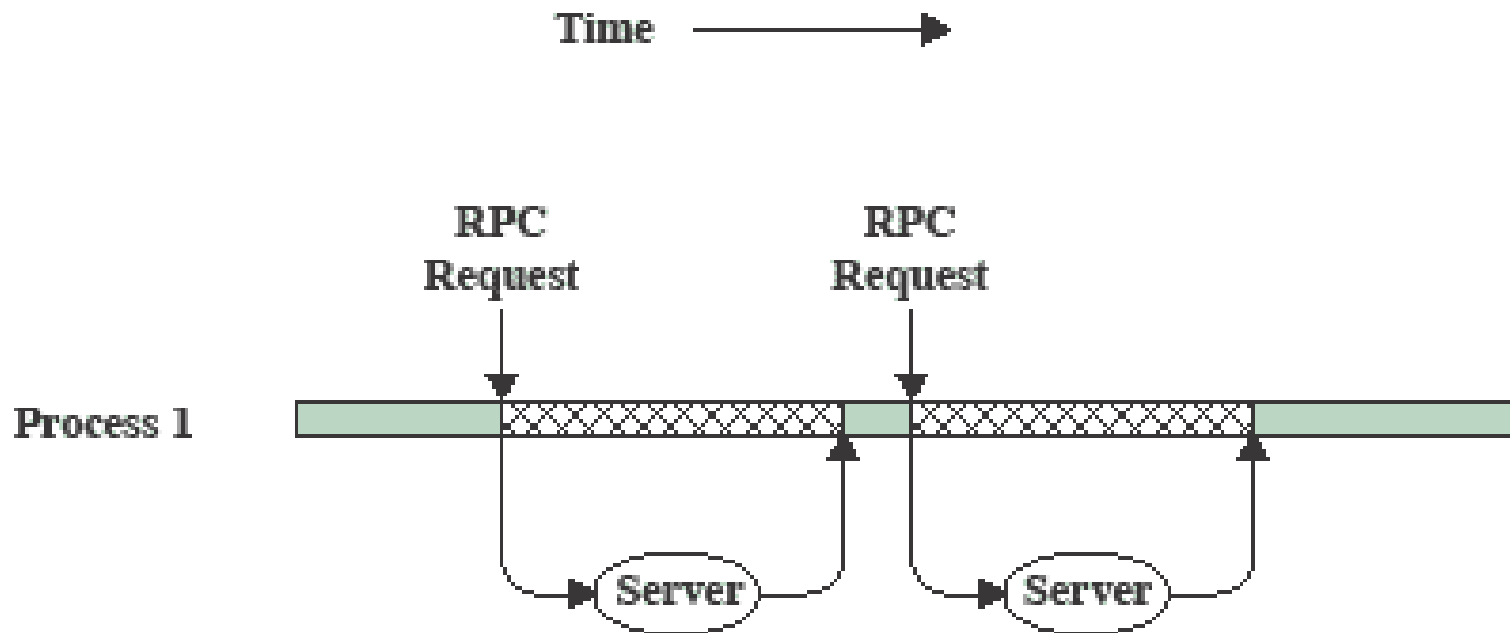 Time
RPC
Request
RPC
Request
Process 1
Server
Server